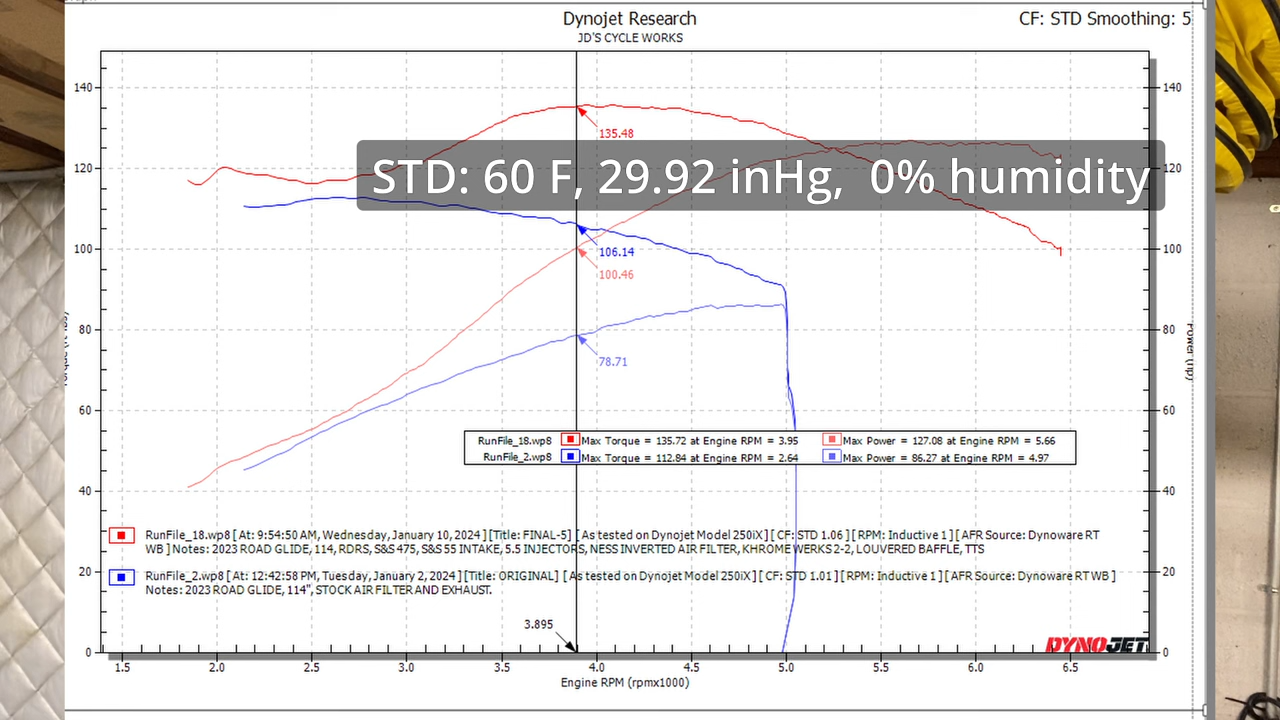 Dynojet Research
CF: STD Smoothing: 5
JD'S CYCLE WORKS
140
140
135.48
STD: 60 F, 29.92 inHg, 0% humidity
120
120
100
100
106.14
100.46
80
80
78.71
Power (hp)
60
60
RunFile_18.wp8 Max Torque = 135.72 at Engine RPM = 3.95 Max Power = 127.08 at Engine RPM = 5.66
RunFile_2.wp8 Max Torque = 112.84 at Engine RPM = 2.64 Max Power = 86.27 at Engine RPM = 4.97
40
40
RunFile_18.wp8 [ At: 9:54:50 AM, Wednesday, January 10, 2024 ] [Title: FINAL-5] [ As tested on Dynojet Model 250iX ] [ CF: STD 1.06 ] [ RPM: Inductive 1 ] [ AFR Source: Dynoware RT
WB ] Notes: 2023 ROAD GLIDE, 114, RDRS, S&S 475, S&S 55 INTAKE, 5.5 INJECTORS, NESS INVERTED AIR FILTER, KHROME WERKS 2-2, LOUVERED BAFFLE, TTS
20
20
RunFile_2.wp8 [ At: 12:42:58 PM, Tuesday, January 2, 2024 ] [Title: ORIGINAL] [ As tested on Dynojet Model 250iX ] [ CF: STD 1.01 ] [ RPM: Inductive 1 ] [ AFR Source: Dynoware RT WB ]
Notes: 2023 ROAD GLIDE, 114", STOCK AIR FILTER AND EXHAUST.
3.895
DYNOJET
0
0
1.5 2.0 2.5 3.0 3.5 4.0 4.5 5.0 5.5 6.0 6.5
Engine RPM (rpmx1000)